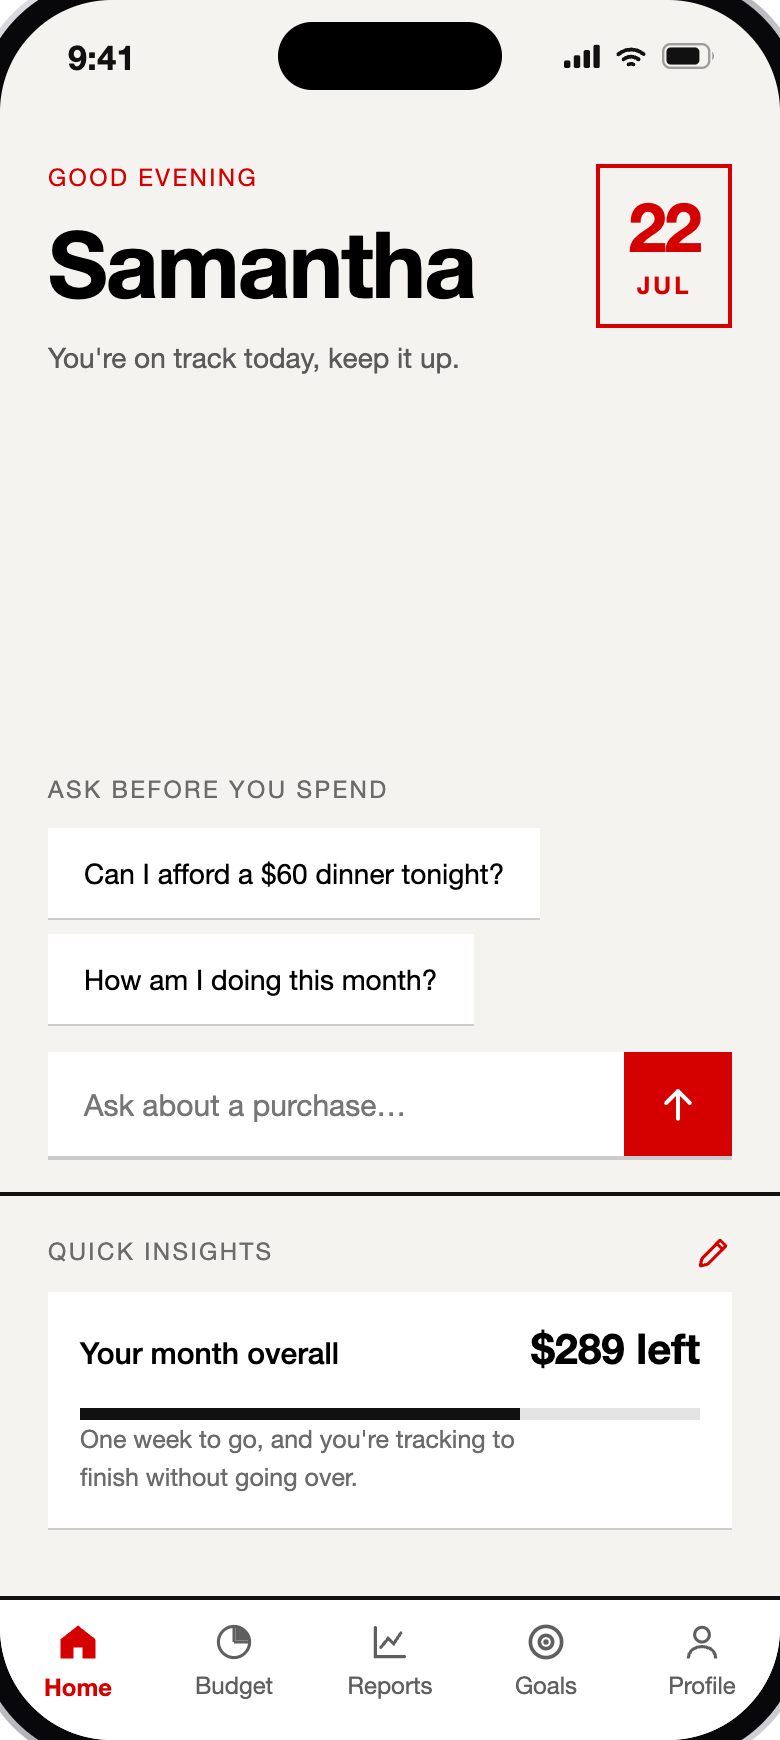 9:41
GOOD EVENING
Samantha
You're on track today, keep it up.
22
JUL
ASK BEFORE YOU SPEND
Can I afford a $60 dinner tonight?
How am I doing this month?
Ask about a purchase...
QUICK INSIGHTS
Your month overall
$289 left
One week to go, and you're tracking to
finish without going over.
Home
Budget
Reports
Goals
Profile